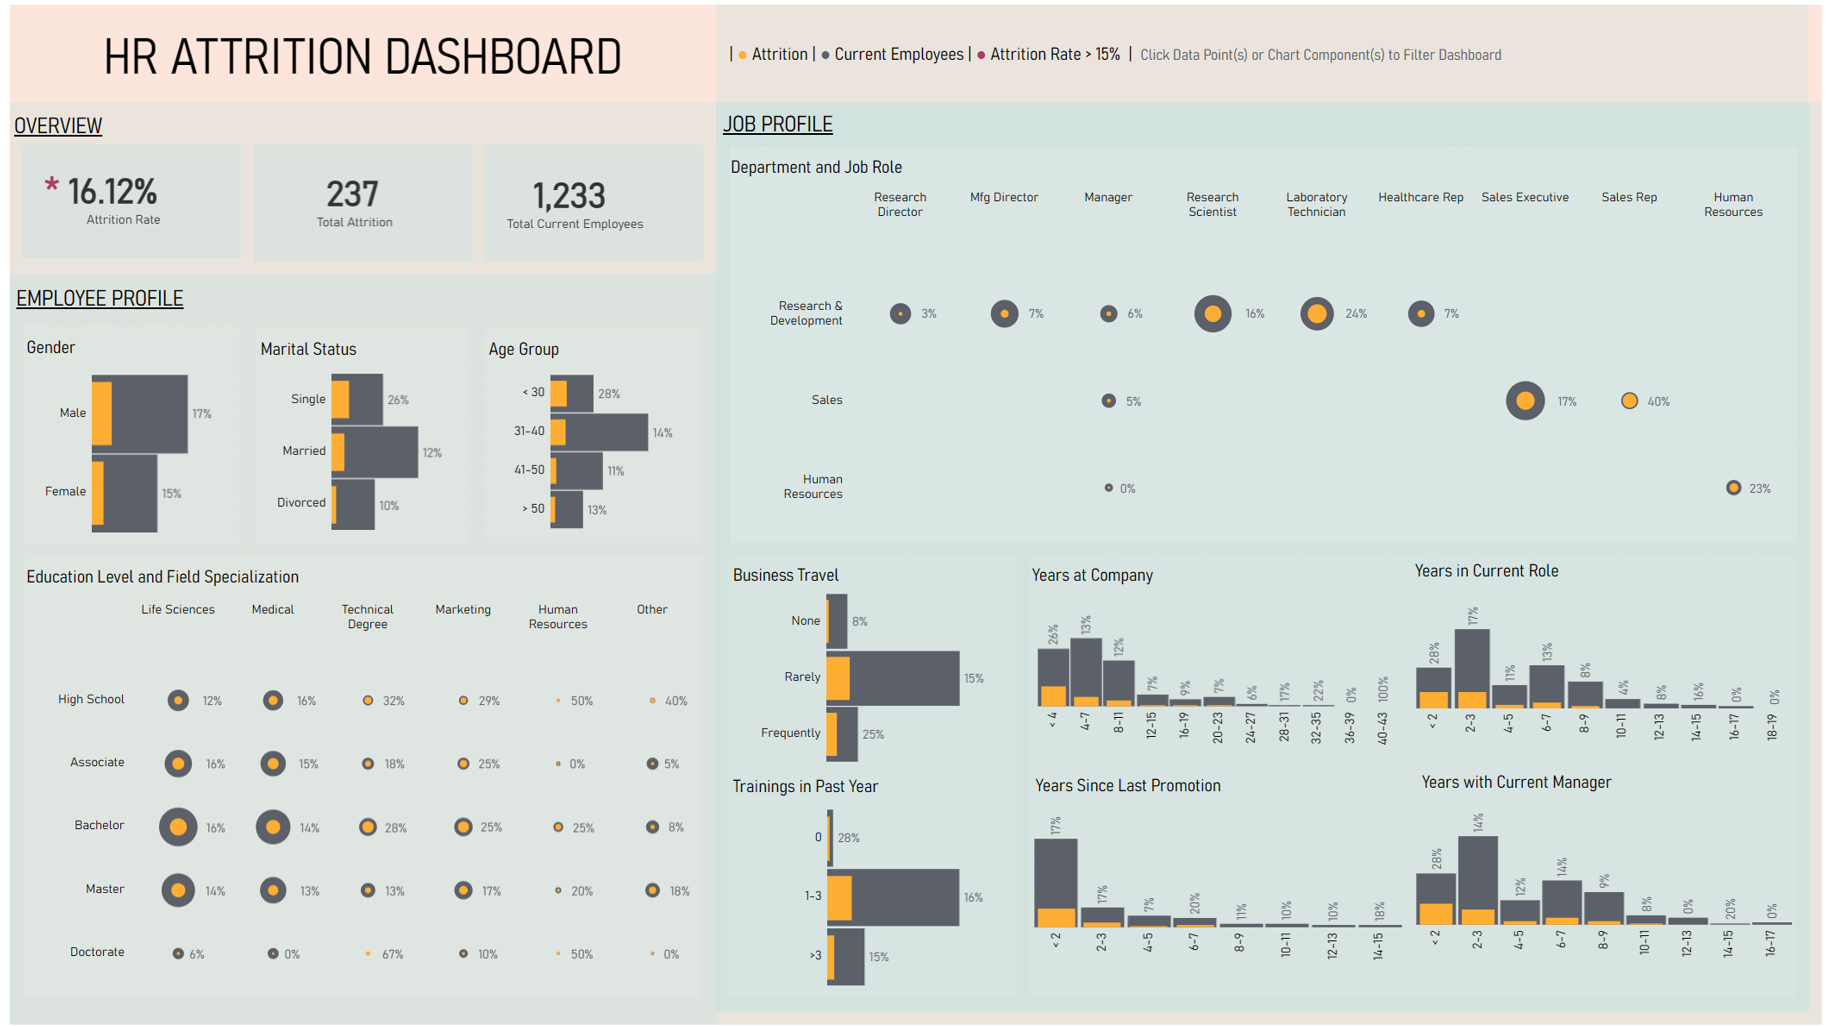 HR ATTRITION DASHBOARD
| ● Attrition | ● Current Employees | ● Attrition Rate > 15% | Click Data Point(s) or Chart Component(s) to Filter Dashboard
OVERVIEW
* 16.12%
Attrition Rate
237
Total Attrition
1,233
Total Current Employees
EMPLOYEE PROFILE
Gender
Male 17%
Female 15%
Marital Status
Single 26%
Married 12%
Divorced 10%
Age Group
< 30 28%
31-40 14%
41-50 11%
> 50 13%
Education Level and Field Specialization
Life Sciences Medical Technical Degree Marketing Human Resources Other
High School 12% 16% 32% 29% 50% 40%
Associate 16% 15% 18% 25% 0% 5%
Bachelor 16% 14% 28% 25% 25% 8%
Master 14% 13% 13% 17% 20% 18%
Doctorate 6% 0% 67% 10% 50% 0%
JOB PROFILE
Department and Job Role
Research Director Mfg Director Manager Research Scientist Laboratory Technician Healthcare Rep Sales Executive Sales Rep Human Resources
Research & Development 3% 7% 6% 16% 24% 7%
Sales 5% 17% 40%
Human Resources 0% 23%
Business Travel
None 8%
Rarely 15%
Frequently 25%
Trainings in Past Year
0 28%
1-3 16%
>3 15%
Years at Company
26% 13% 12% 7% 9% 7% 6% 17% 22% 0% 100%
< 4 4-7 8-11 12-15 16-19 20-23 24-27 28-31 32-35 36-39 40-43
Years in Current Role
28% 17% 11% 13% 8% 4% 8% 16% 0% 0%
< 2 2-3 4-5 6-7 8-9 10-11 12-13 14-15 16-17 18-19
Years Since Last Promotion
17% 17% 7% 20% 11% 10% 10% 18%
< 2 2-3 4-5 6-7 8-9 10-11 12-13 14-15
Years with Current Manager
28% 14% 12% 14% 9% 8% 0% 20% 0%
< 2 2-3 4-5 6-7 8-9 10-11 12-13 14-15 16-17